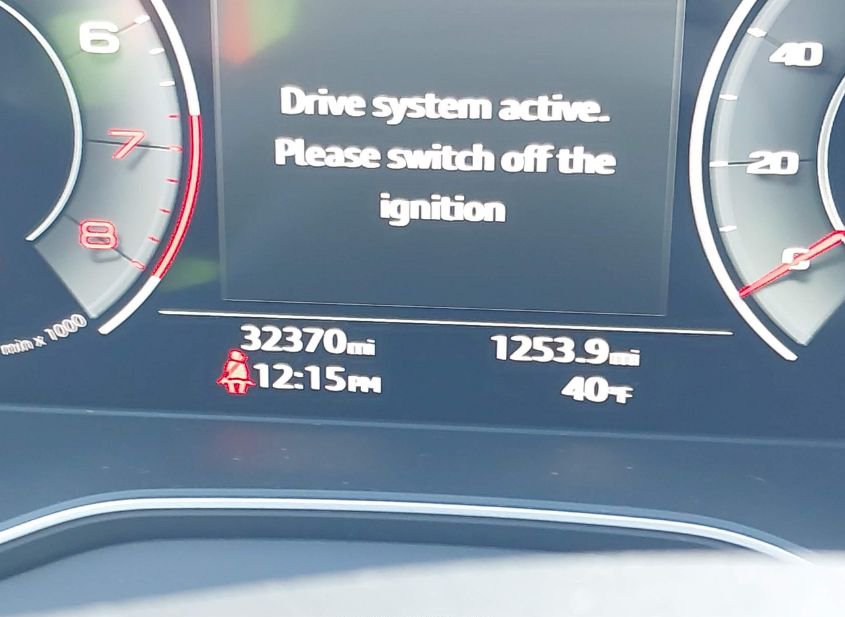 6
7
8
min x 1000
Drive system active.
Please switch off the
ignition
40
20
0
32370mi
1253.9mi
12:15PM
40°F